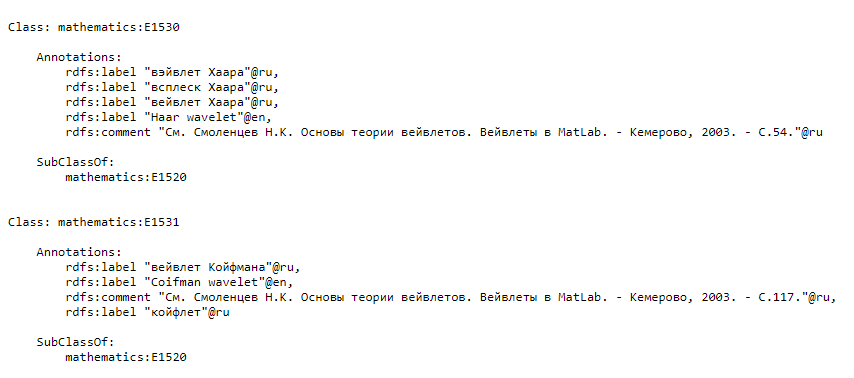 Class: mathematics:E1530
Annotations:
rdfs:label "вэйвлет Хаара"@ru,
rdfs:label "всплеск Хаара"@ru,
rdfs:label "вейвлет Хаара"@ru,
rdfs:label "Haar wavelet"@en,
rdfs:comment "См. Смоленцев Н.К. Основы теории вейвлетов. Вейвлеты в MatLab. - Кемерово, 2003. - С.54."@ru
SubClassOf:
mathematics:E1520
Class: mathematics:E1531
Annotations:
rdfs:label "вейвлет Койфмана"@ru,
rdfs:label "Coifman wavelet"@en,
rdfs:comment "См. Смоленцев Н.К. Основы теории вейвлетов. Вейвлеты в MatLab. - Кемерово, 2003. - С.117."@ru,
rdfs:label "койфлет"@ru
SubClassOf:
mathematics:E1520